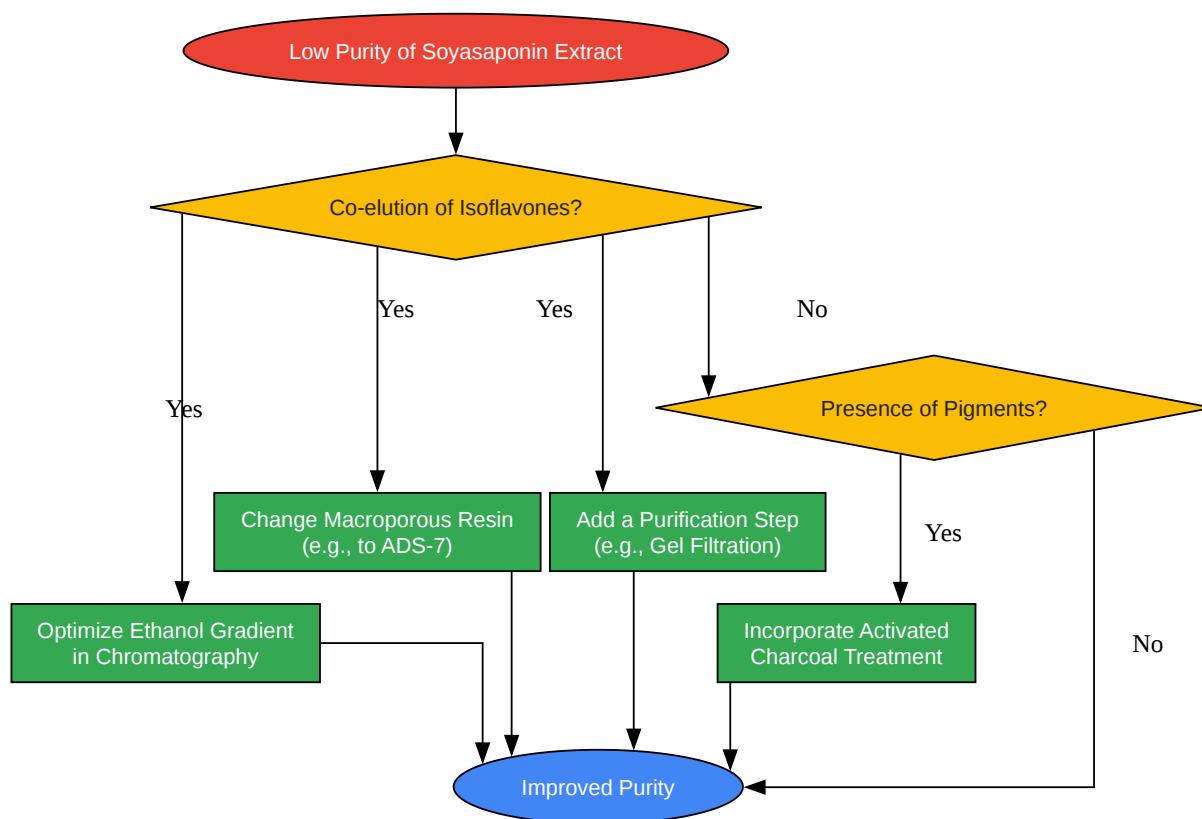 Low Purity of Soyasaponin Extract
Co-elution of Isoflavones?
Yes
Yes
No
Yes
Presence of Pigments?
Change Macroporous Resin
(e.g., to ADS-7)
Add a Purification Step
(e.g., Gel Filtration)
Yes
Optimize Ethanol Gradient
in Chromatography
Incorporate Activated
Charcoal Treatment
No
Improved Purity